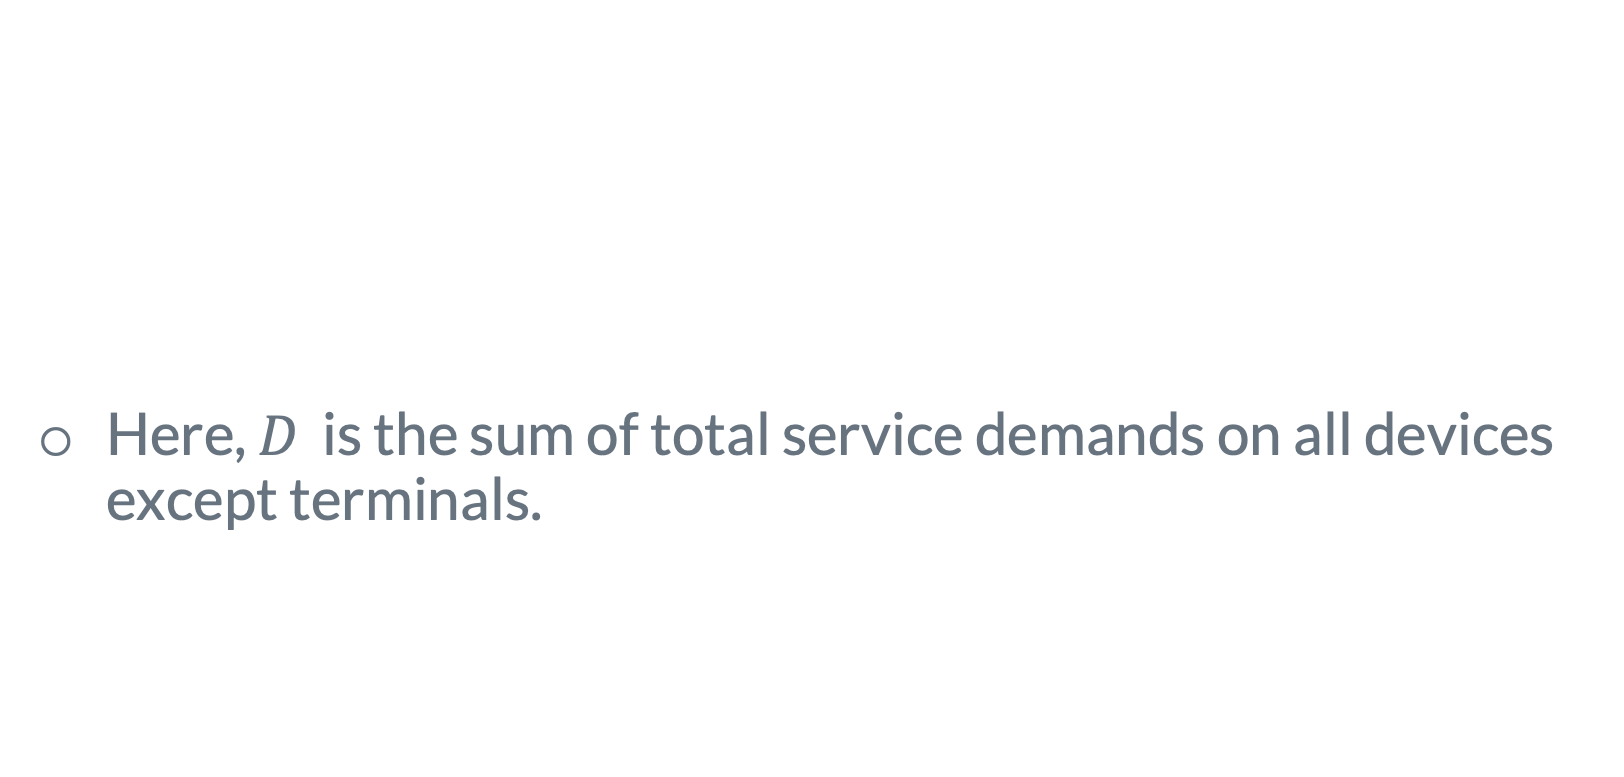 ○ Here, D is the sum of total service demands on all devices
except terminals.